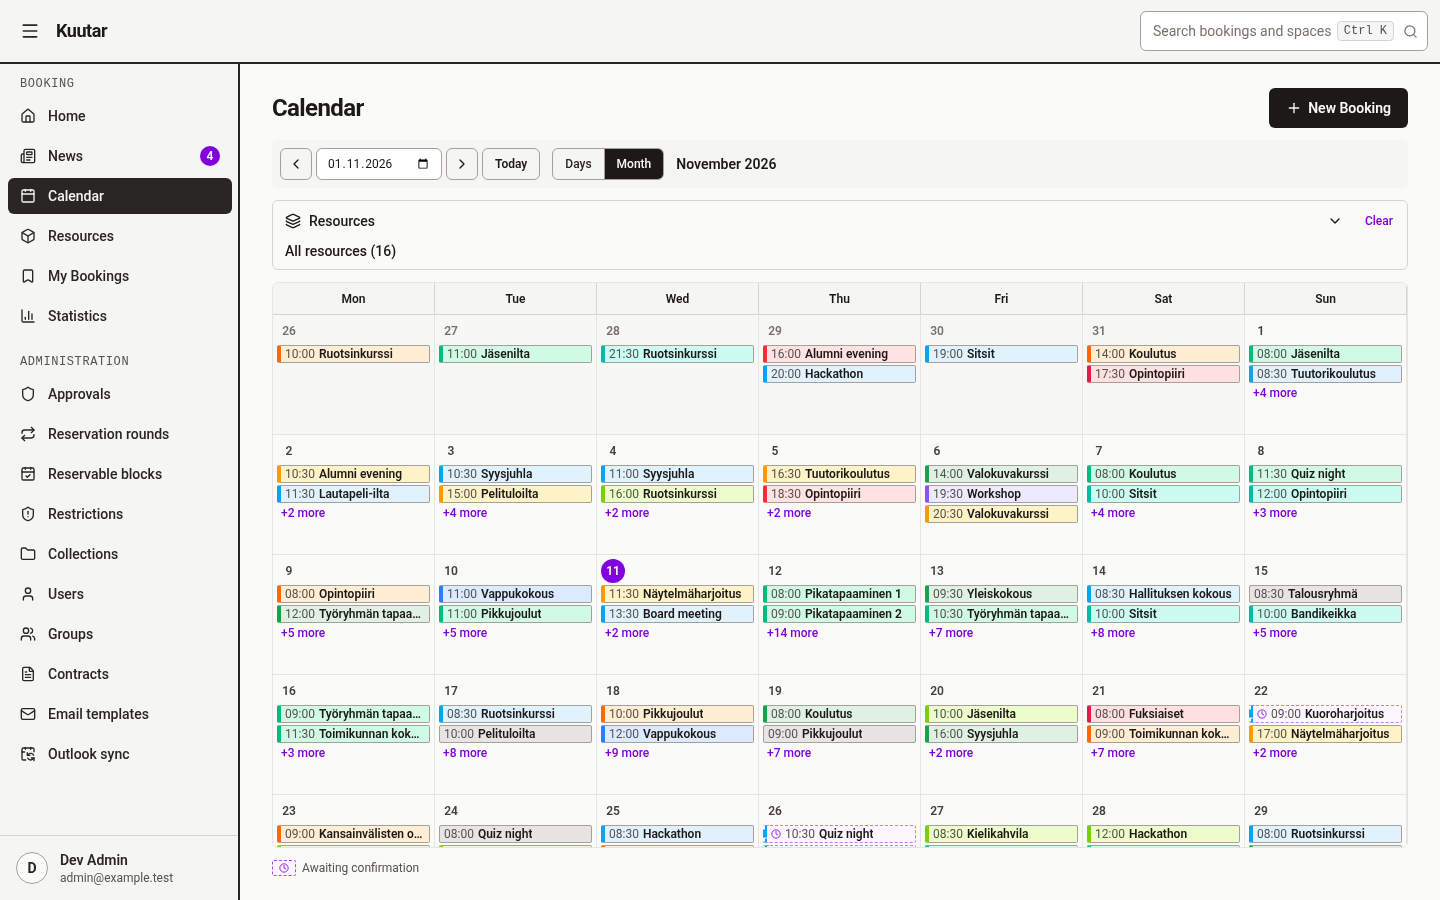 Kuutar
Search bookings and spaces Ctrl K
BOOKING
Home
News 4
Calendar
Resources
My Bookings
Statistics
ADMINISTRATION
Approvals
Reservation rounds
Reservable blocks
Restrictions
Collections
Users
Groups
Contracts
Email templates
Outlook sync
D
Dev Admin
admin@example.test
Calendar
New Booking
01.11.2026 Today Days Month November 2026
Resources Clear
All resources (16)
Mon Tue Wed Thu Fri Sat Sun
26 27 28 29 30 31 1
10:00 Ruotsinkurssi 11:00 Jäsenilta 21:30 Ruotsinkurssi 16:00 Alumni evening 19:00 Sitsit 14:00 Koulutus 08:00 Jäsenilta
20:00 Hackathon 17:30 Opintopiiri 08:30 Tuutorikoulutus
+4 more
2 3 4 5 6 7 8
10:30 Alumni evening 10:30 Syysjuhla 11:00 Syysjuhla 16:30 Tuutorikoulutus 14:00 Valokuvakurssi 08:00 Koulutus 11:30 Quiz night
11:30 Lautapeli-ilta 15:00 Pelituloilta 16:00 Ruotsinkurssi 18:30 Opintopiiri 19:30 Workshop 10:00 Sitsit 12:00 Opintopiiri
+2 more +4 more +2 more +2 more 20:30 Valokuvakurssi +4 more +3 more
9 10 11 12 13 14 15
08:00 Opintopiiri 11:00 Vappukokous 11:30 Näytelmäharjoitus 08:00 Pikatapaaminen 1 09:30 Yleiskokous 08:30 Hallituksen kokous 08:30 Talousryhmä
12:00 Työryhmän tapaa... 11:00 Pikkujoulut 13:30 Board meeting 09:00 Pikatapaaminen 2 10:30 Työryhmän tapaa... 10:00 Sitsit 10:00 Bandikeikka
+5 more +5 more +2 more +14 more +7 more +8 more +5 more
16 17 18 19 20 21 22
09:00 Työryhmän tapaa... 08:30 Ruotsinkurssi 10:00 Pikkujoulut 08:00 Koulutus 10:00 Jäsenilta 08:00 Fuksiaiset 09:00 Kuoroharjoitus
11:30 Toimikunnan kok... 10:00 Pelituloilta 12:00 Vappukokous 09:00 Pikkujoulut 16:00 Syysjuhla 09:00 Toimikunnan kok... 17:00 Näytelmäharjoitus
+3 more +8 more +9 more +7 more +2 more +7 more +2 more
23 24 25 26 27 28 29
09:00 Kansainvälisten o... 08:00 Quiz night 08:30 Hackathon 10:30 Quiz night 08:30 Kielikahvila 12:00 Hackathon 08:00 Ruotsinkurssi
Awaiting confirmation